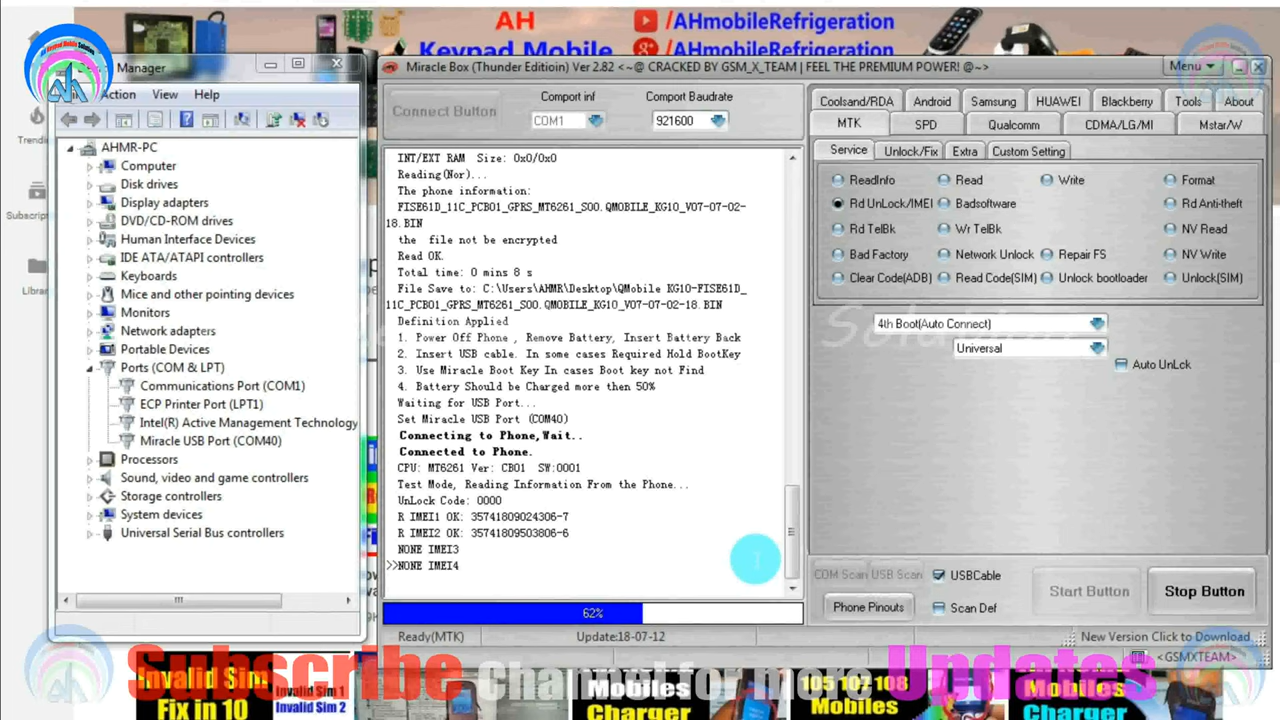 AH
Keypad Mobile
/AHmobileRefrigeration
/AHmobileRefrigeration
Manager
Action View Help
AHMR-PC
Computer
Disk drives
Display adapters
DVD/CD-ROM drives
Human Interface Devices
IDE ATA/ATAPI controllers
Keyboards
Mice and other pointing devices
Monitors
Network adapters
Portable Devices
Ports (COM & LPT)
Communications Port (COM1)
ECP Printer Port (LPT1)
Intel(R) Active Management Technology
Miracle USB Port (COM40)
Processors
Sound, video and game controllers
Storage controllers
System devices
Universal Serial Bus controllers
Miracle Box (Thunder Editioin) Ver 2.82 <~@ CRACKED BY GSM_X_TEAM | FEEL THE PREMIUM POWER! @~>
Menu
Connect Button
Comport inf
COM1
Comport Baudrate
921600
INT/EXT RAM Size: 0x0/0x0
Reading(Nor)...
The phone information:
FISE61D_11C_PCB01_GPRS_MT6261_S00.QMOBILE_KG10_V07-07-02-
18.BIN
the file not be encrypted
Read OK.
Total time: 0 mins 8 s
File Save to: C:\Users\AHMR\Desktop\QMobile KG10-FISE61D_
11C_PCB01_GPRS_MT6261_S00.QMOBILE_KG10_V07-07-02-18.BIN
Definition Applied
1. Power Off Phone , Remove Battery, Insert Battery Back
2. Insert USB cable. In some cases Required Hold BootKey
3. Use Miracle Boot Key In cases Boot key not Find
4. Battery Should be Charged more then 50%
Waiting for USB Port...
Set Miracle USB Port (COM40)
Connecting to Phone,Wait..
Connected to Phone.
CPU: MT6261 Ver: CB01 SW:0001
Test Mode, Reading Information From the Phone...
UnLock Code: 0000
R IMEI1 OK: 35741809024306-7
R IMEI2 OK: 35741809503806-6
NONE IMEI3
>>NONE IMEI4
62%
Ready(MTK)
Update:18-07-12
Coolsand/RDA Android Samsung HUAWEI Blackberry Tools About
MTK SPD Qualcomm CDMA/LG/MI Mstar/W
Service Unlock/Fix Extra Custom Setting
ReadInfo Read Write Format
Rd UnLock/IMEI Badsoftware Rd Anti-theft
Rd TelBk Wr TelBk NV Read
Bad Factory Network Unlock Repair FS NV Write
Clear Code(ADB) Read Code(SIM) Unlock bootloader Unlock(SIM)
4th Boot(Auto Connect)
Universal
Auto UnLck
COM Scan USB Scan USBCable
Phone Pinouts Scan Def
Start Button
Stop Button
New Version Click to Download
<GSMXTEAM>
Trendi
Subscrip
Librar
Subscribe Channel for more Updates
Invalid Sim
Fix in 10
Invalid Sim 1
Invalid Sim 2
Mobiles
Charger
105 107 108
Mobiles
Mobiles
Charger